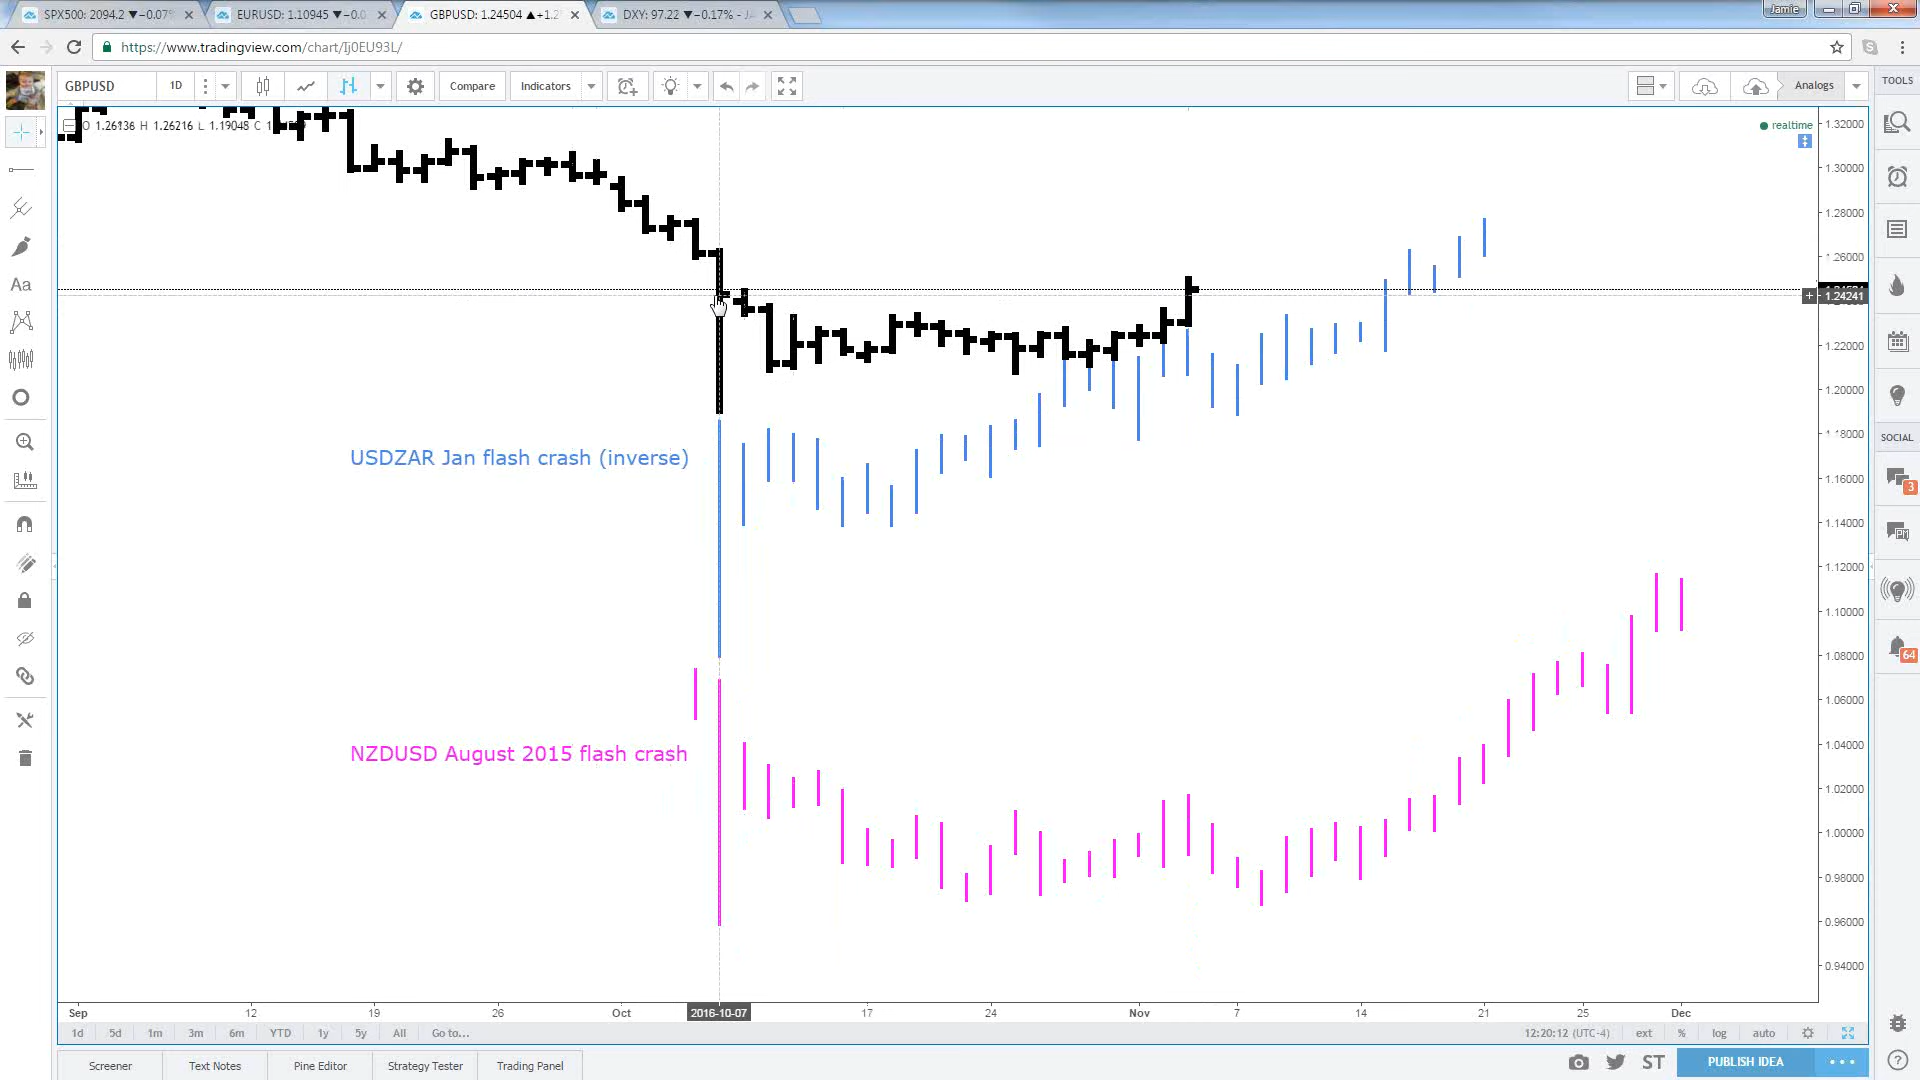 SPX500: 2094.2 ▼−0.07%
EURUSD: 1.10945 ▼−0.0
GBPUSD: 1.24504 ▲+1.2
DXY: 97.22 ▼−0.17% - JA
Jamie
https://www.tradingview.com/chart/Ij0EU93L/
GBPUSD
1D
Compare
Indicators
Analogs
TOOLS
O 1.26136 H 1.26216 L 1.19048 C
realtime
1.32000
1.30000
1.28000
1.26000
1.24241
1.22000
1.20000
1.18000
1.16000
1.14000
1.12000
1.10000
1.08000
1.06000
1.04000
1.02000
1.00000
0.98000
0.96000
0.94000
Aa
SOCIAL
3
64
USDZAR Jan flash crash (inverse)
NZDUSD August 2015 flash crash
Sep
12
19
26
Oct
2016-10-07
17
24
Nov
7
14
21
25
Dec
1d
5d
1m
3m
6m
YTD
1y
5y
All
Go to...
12:20:12 (UTC-4)
ext
%
log
auto
Screener
Text Notes
Pine Editor
Strategy Tester
Trading Panel
ST
PUBLISH IDEA